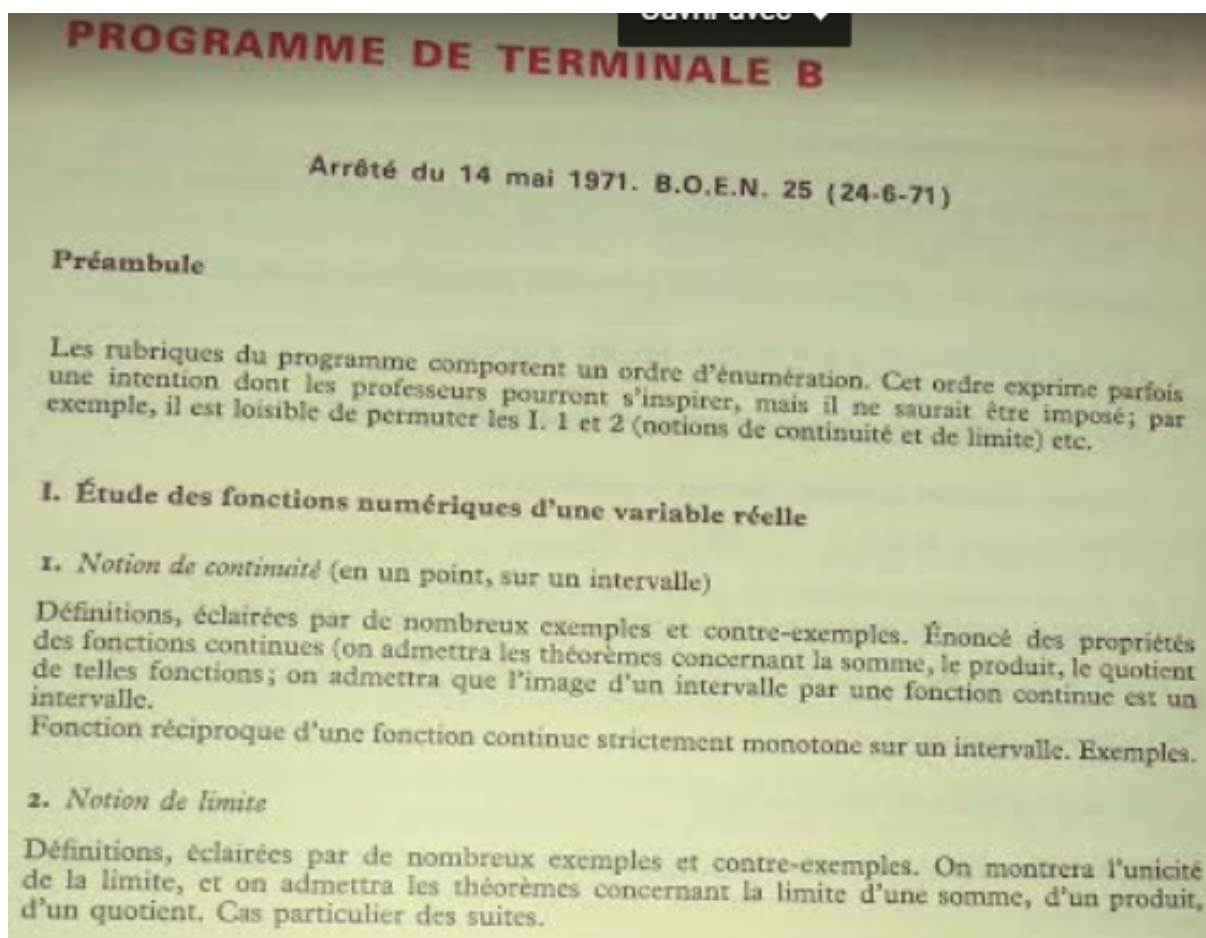 Ouvrir avec
PROGRAMME DE TERMINALE B
Arrêté du 14 mai 1971. B.O.E.N. 25 (24-6-71)
Préambule
Les rubriques du programme comportent un ordre d'énumération. Cet ordre exprime parfois
une intention dont les professeurs pourront s'inspirer, mais il ne saurait être imposé; par
exemple, il est loisible de permuter les I. 1 et 2 (notions de continuité et de limite) etc.
I. Étude des fonctions numériques d'une variable réelle
1. Notion de continuité (en un point, sur un intervalle)
Définitions, éclairées par de nombreux exemples et contre-exemples. Énoncé des propriétés
des fonctions continues (on admettra les théorèmes concernant la somme, le produit, le quotient
de telles fonctions; on admettra que l'image d'un intervalle par une fonction continue est un
intervalle.
Fonction réciproque d'une fonction continue strictement monotone sur un intervalle. Exemples.
2. Notion de limite
Définitions, éclairées par de nombreux exemples et contre-exemples. On montrera l'unicité
de la limite, et on admettra les théorèmes concernant la limite d'une somme, d'un produit,
d'un quotient. Cas particulier des suites.